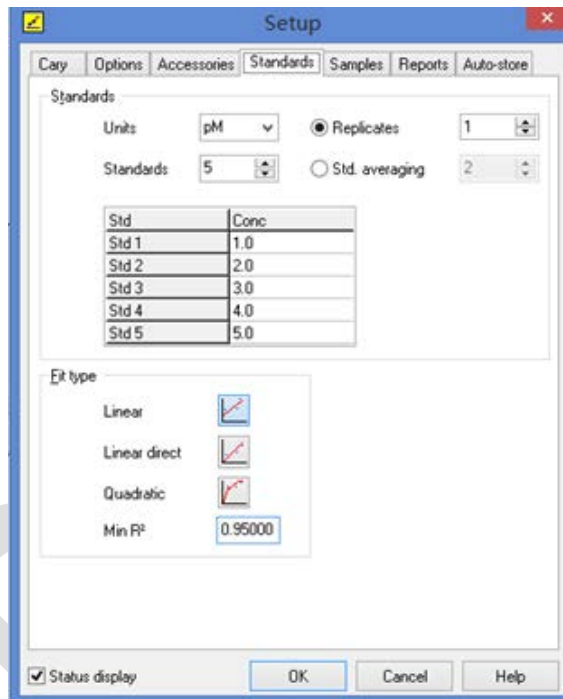 Setup
Cary Options Accessories Standards Samples Reports Auto-store
Standards
Units pM Replicates 1
Standards 5 Std. averaging 2
Std Conc
Std 1 1.0
Std 2 2.0
Std 3 3.0
Std 4 4.0
Std 5 5.0
Fit type
Linear
Linear direct
Quadratic
Min R² 0.95000
Status display OK Cancel Help